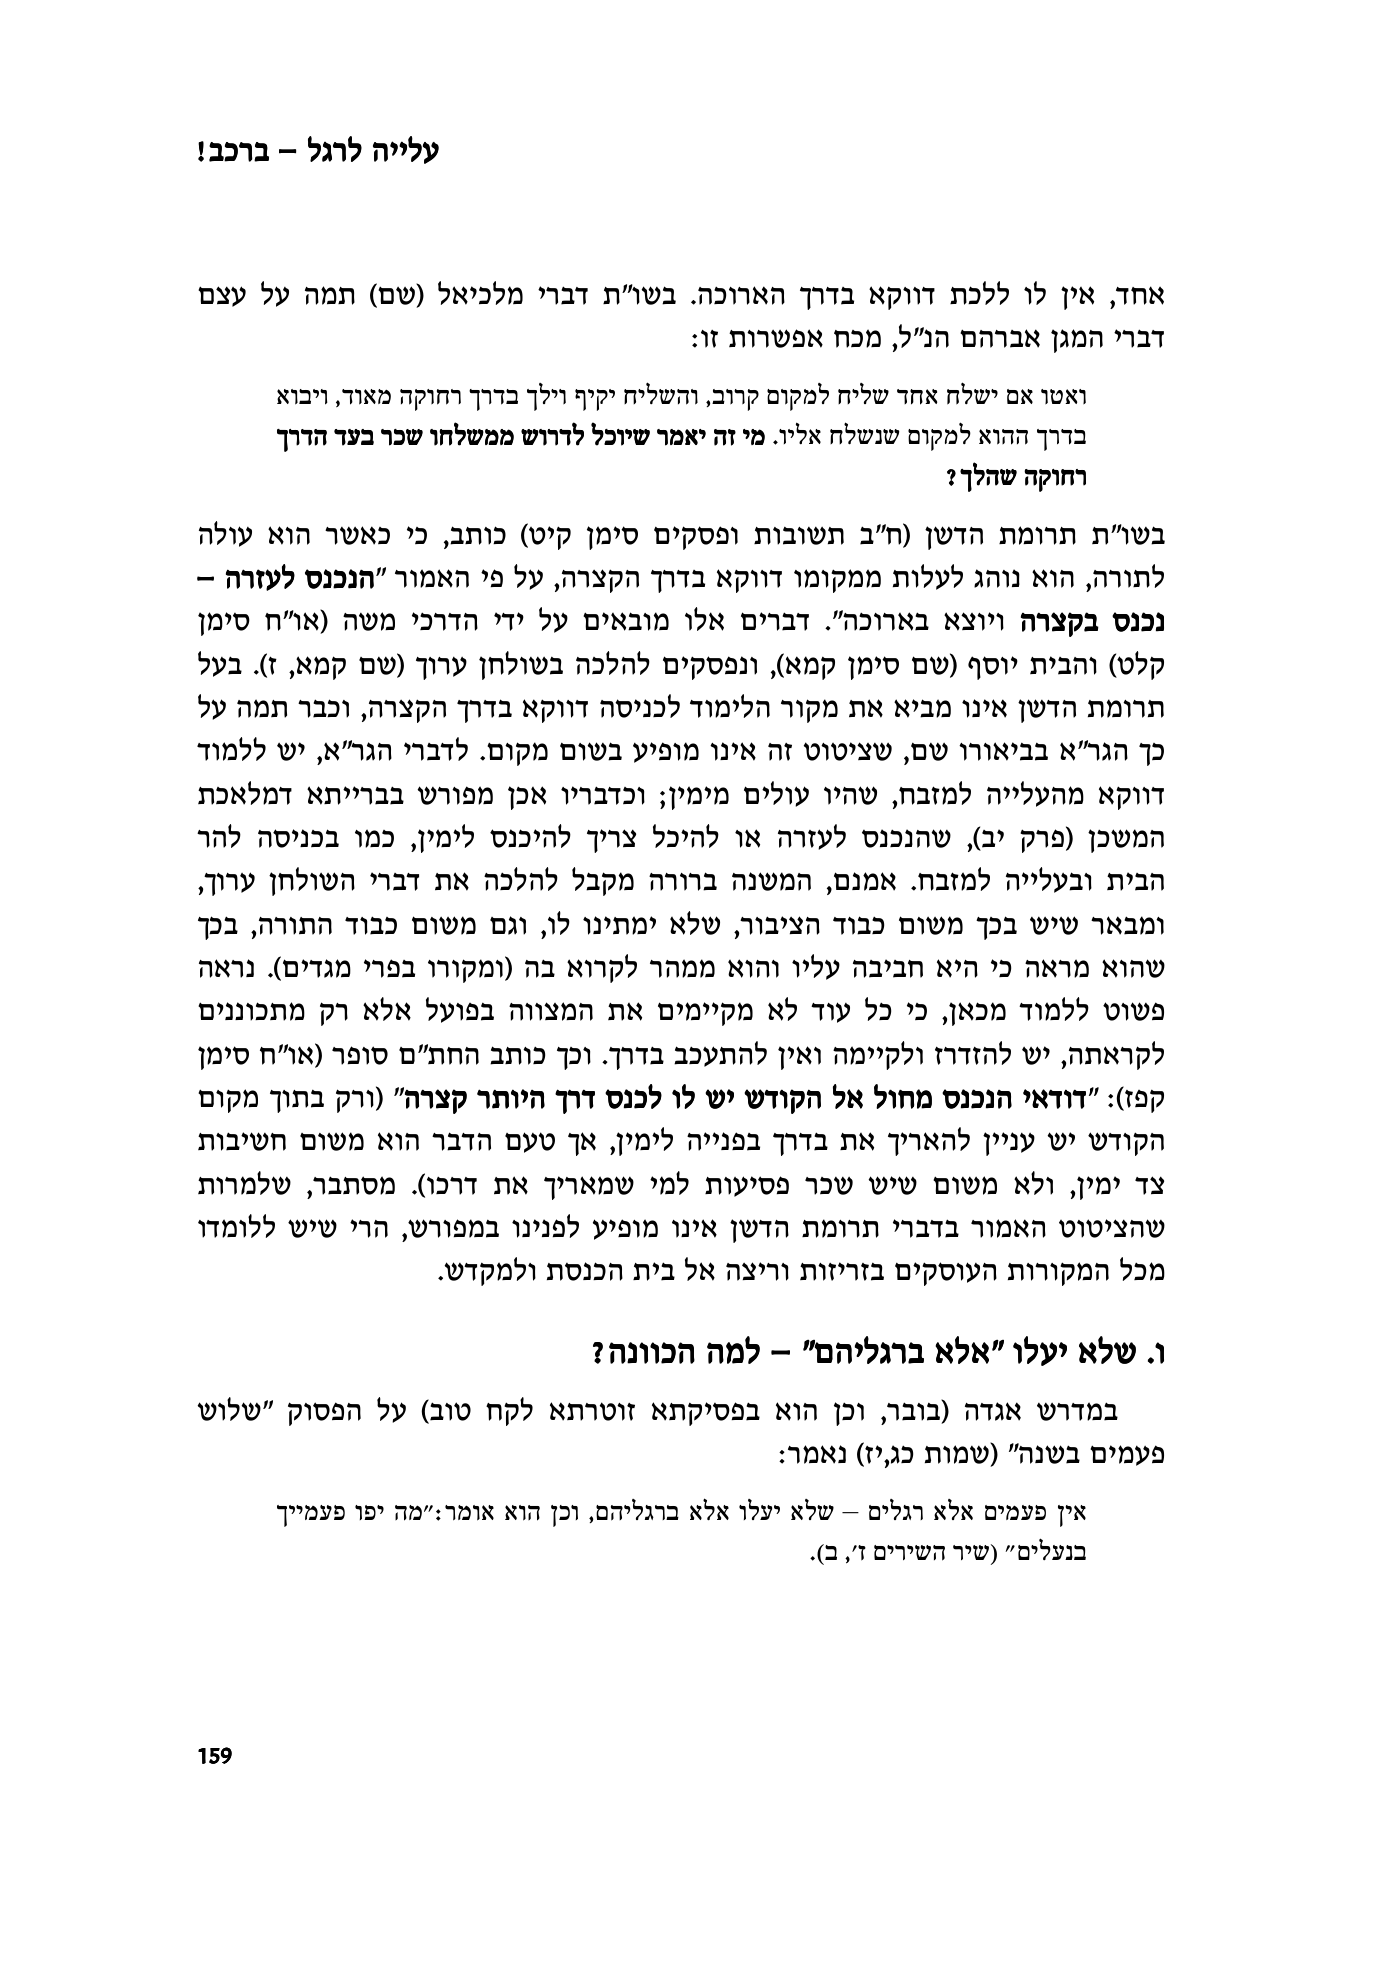 עלייה לרגל – ברכב!
אחד, אין לו ללכת דווקא בדרך הארוכה. בשו"ת דברי מלכיאל (שם) תמה על עצם
דברי המגן אברהם הנ"ל, מכח אפשרות זו:
ואטו אם ישלח אחד שליח למקום קרוב, והשליח יקיף וילך בדרך רחוקה מאוד, ויבוא
בדרך ההוא למקום שנשלח אליו. מי זה יאמר שיוכל לדרוש ממשלחו שכר בעד הדרך
רחוקה שהלך?
בשו"ת תרומת הדשן (ח"ב תשובות ופסקים סימן קיט) כותב, כי כאשר הוא עולה
לתורה, הוא נוהג לעלות ממקומו דווקא בדרך הקצרה, על פי האמור "הנכנס לעזרה –
נכנס בקצרה ויוצא בארוכה". דברים אלו מובאים על ידי הדרכי משה (או"ח סימן
קלט) והבית יוסף (שם סימן קמא), ונפסקים להלכה בשולחן ערוך (שם קמא, ז). בעל
תרומת הדשן אינו מביא את מקור הלימוד לכניסה דווקא בדרך הקצרה, וכבר תמה על
כך הגר"א בביאורו שם, שציטוט זה אינו מופיע בשום מקום. לדברי הגר"א, יש ללמוד
דווקא מהעלייה למזבח, שהיו עולים מימין; וכדבריו אכן מפורש בברייתא דמלאכת
המשכן (פרק יב), שהנכנס לעזרה או להיכל צריך להיכנס לימין, כמו בכניסה להר
הבית ובעלייה למזבח. אמנם, המשנה ברורה מקבל להלכה את דברי השולחן ערוך,
ומבאר שיש בכך משום כבוד הציבור, שלא ימתינו לו, וגם משום כבוד התורה, בכך
שהוא מראה כי היא חביבה עליו והוא ממהר לקרוא בה (ומקורו בפרי מגדים). נראה
פשוט ללמוד מכאן, כי כל עוד לא מקיימים את המצווה בפועל אלא רק מתכוננים
לקראתה, יש להזדרז ולקיימה ואין להתעכב בדרך. וכך כותב החת"ם סופר (או"ח סימן
קפז): "דודאי הנכנס מחול אל הקודש יש לו לכנס דרך היותר קצרה" (ורק בתוך מקום
הקודש יש עניין להאריך את בדרך בפנייה לימין, אך טעם הדבר הוא משום חשיבות
צד ימין, ולא משום שיש שכר פסיעות למי שמאריך את דרכו). מסתבר, שלמרות
שהציטוט האמור בדברי תרומת הדשן אינו מופיע לפנינו במפורש, הרי שיש ללומדו
מכל המקורות העוסקים בזריזות וריצה אל בית הכנסת ולמקדש.
ו. שלא יעלו "אלא ברגליהם" – למה הכוונה?
במדרש אגדה (בובר, וכן הוא בפסיקתא זוטרתא לקח טוב) על הפסוק "שלוש
פעמים בשנה" (שמות כג,יז) נאמר:
אין פעמים אלא רגלים – שלא יעלו אלא ברגליהם, וכן הוא אומר:"מה יפו פעמייך
בנעלים" (שיר השירים ז', ב).
159